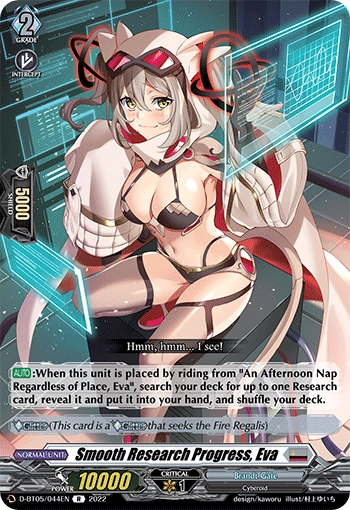 2
GRADE
INTERCEPT
5000
SHIELD
Hmm, hmm... I see!
AUTO:When this unit is placed by riding from "An Afternoon Nap
Regardless of Place, Eva", search your deck for up to one Research
card, reveal it and put it into your hand, and shuffle your deck.
(This card is a
that seeks the Fire Regalis)
NORMAL UNIT
Smooth Research Progress, Eva
POWER
10000
CRITICAL
1
Brandt Gate
Cyberoid
D-BT05/044EN R 2022
design/kaworu illust/村上ゆいち